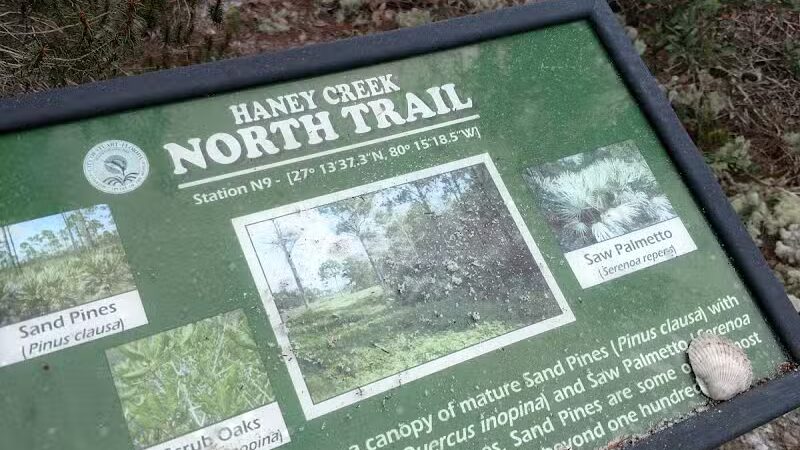 HANEY CREEK
NORTH TRAIL
Station N9 - [27° 13'37.3"N, 80° 15'18.5"W]
Saw Palmetto
(Serenoa repens)
Sand Pines
(Pinus clausa)
Scrub Oaks
inopina)
a canopy of mature Sand Pines (Pinus clausa) with
Quercus inopina) and Saw Palmetto (Serenoa
Sand Pines are some most
beyond one hundred